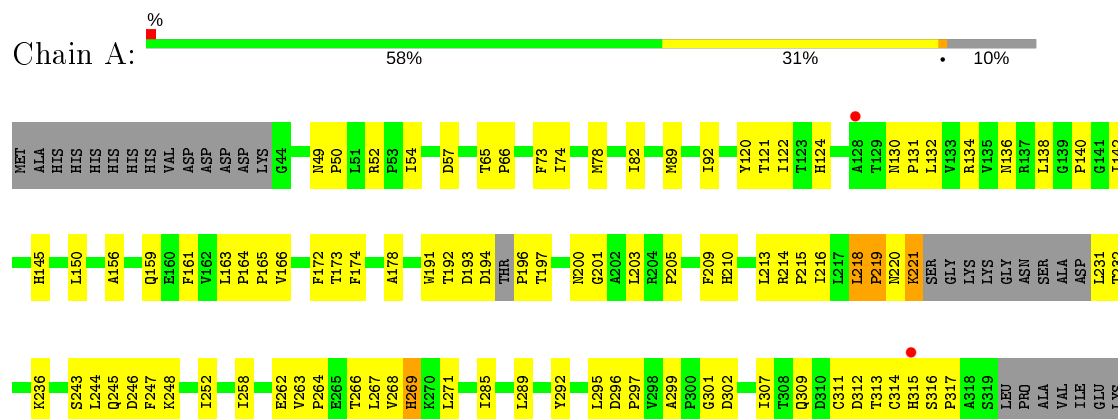 %
Chain A:
58% 31% • 10%
MET ALA HIS HIS HIS HIS HIS HIS VAL ASP ASP ASP ASP LYS G44 N49 P50 L51 R52 P53 I54 D57 T65 P66 F73 I74 M78 I82 M89 I92 Y120 T121 I122 T123 H124 A128 T129 N130 P131 L132 V133 R134 V135 N136 R137 L138 G139 P140 G141 I142
H145 L150 A156 Q159 E160 F161 V162 L163 P164 P165 V166 F172 T173 F174 A178 W191 T192 D193 D194 THR P196 T197 N200 G201 A202 L203 R204 P205 F209 H210 L213 R214 P215 I216 L217 L218 P219 N220 K221 SER GLY LYS LYS GLY ASN SER ALA ASP L231 T232
K236 S243 L244 Q245 D246 F247 K248 I252 I258 E262 V263 P264 E265 T266 L267 V268 H269 K270 L271 I285 L289 Y292 L295 D296 P297 V298 A299 P300 G301 D302 I307 T308 Q309 D310 C311 D312 T313 C314 H315 S316 P317 A318 S319 LEU PRO ALA VAL ILE GLU